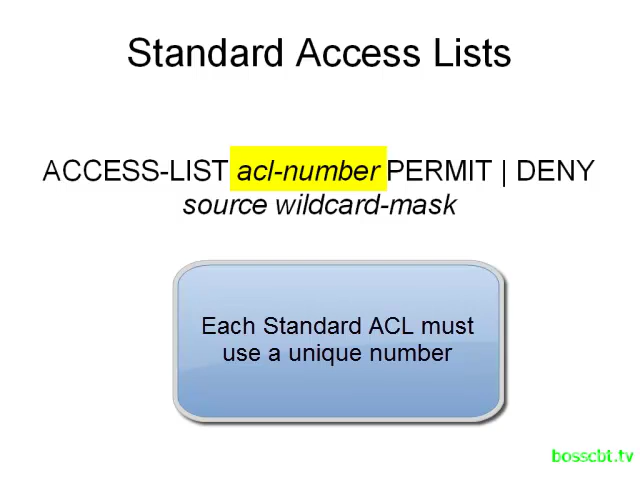 Standard Access Lists
ACCESS-LIST acl-number PERMIT | DENY
source wildcard-mask
Each Standard ACL must
use a unique number
bosscbt.tv